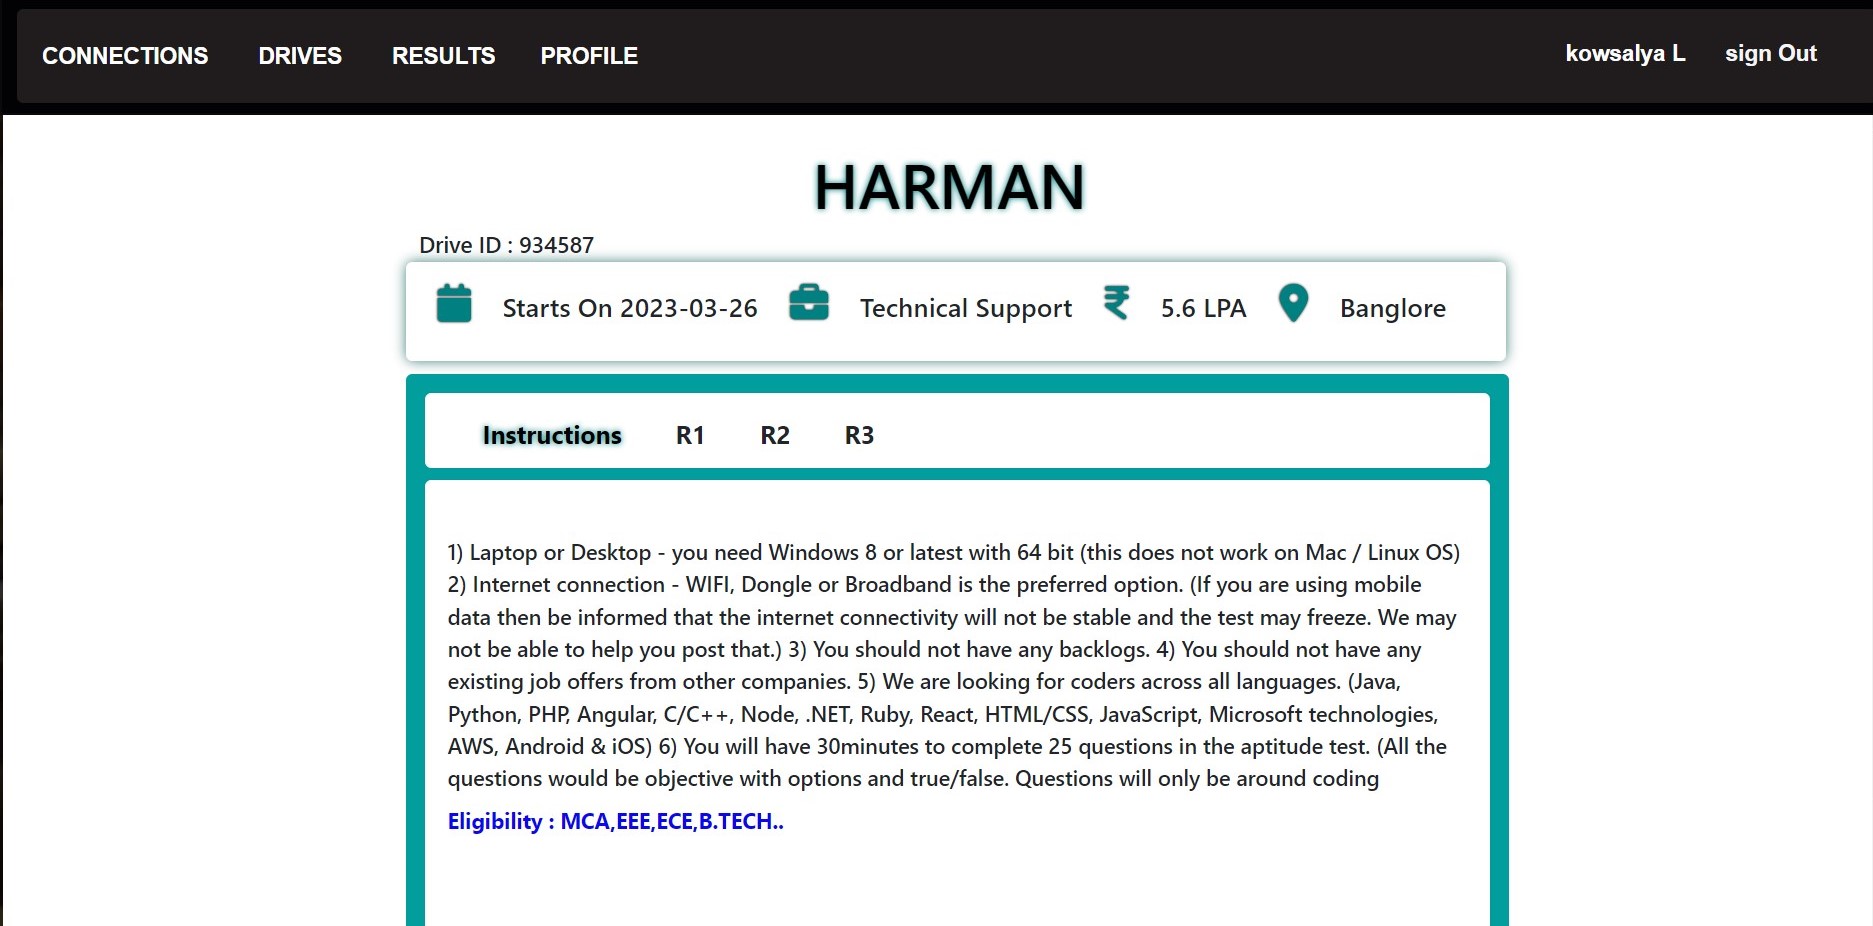 CONNECTIONS DRIVES RESULTS PROFILE kowsalya L sign Out
HARMAN
Drive ID : 934587
Starts On 2023-03-26 Technical Support 5.6 LPA Banglore
Instructions R1 R2 R3
1) Laptop or Desktop - you need Windows 8 or latest with 64 bit (this does not work on Mac / Linux OS)
2) Internet connection - WIFI, Dongle or Broadband is the preferred option. (If you are using mobile
data then be informed that the internet connectivity will not be stable and the test may freeze. We may
not be able to help you post that.) 3) You should not have any backlogs. 4) You should not have any
existing job offers from other companies. 5) We are looking for coders across all languages. (Java,
Python, PHP, Angular, C/C++, Node, .NET, Ruby, React, HTML/CSS, JavaScript, Microsoft technologies,
AWS, Android & iOS) 6) You will have 30minutes to complete 25 questions in the aptitude test. (All the
questions would be objective with options and true/false. Questions will only be around coding
Eligibility : MCA,EEE,ECE,B.TECH..